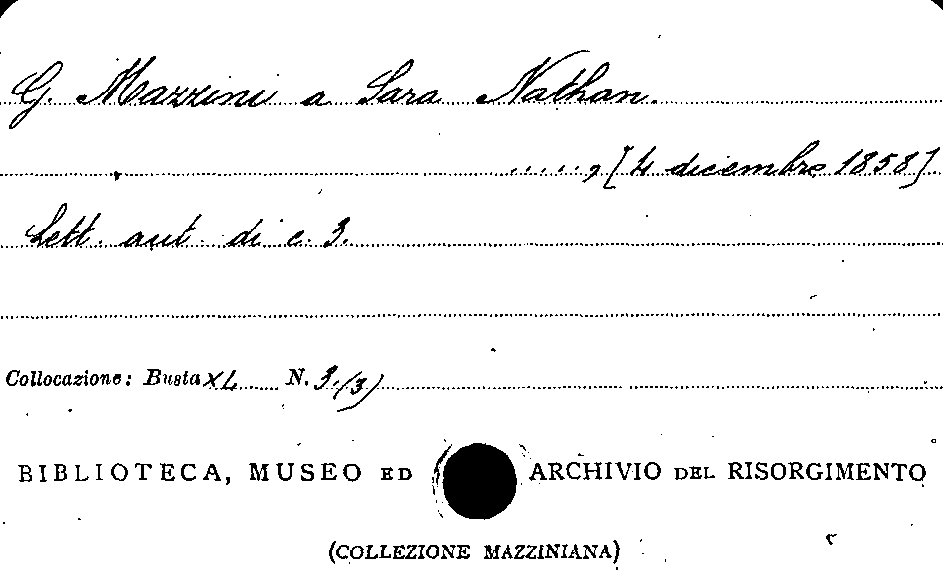 G. Mazzini a Sara Nathan.
....., [4 dicembre 1858]
Lett. aut. di c. 3.
Collocazione: Busta XL N. 3.(3)
BIBLIOTECA, MUSEO ED ARCHIVIO DEL RISORGIMENTO
(COLLEZIONE MAZZINIANA)